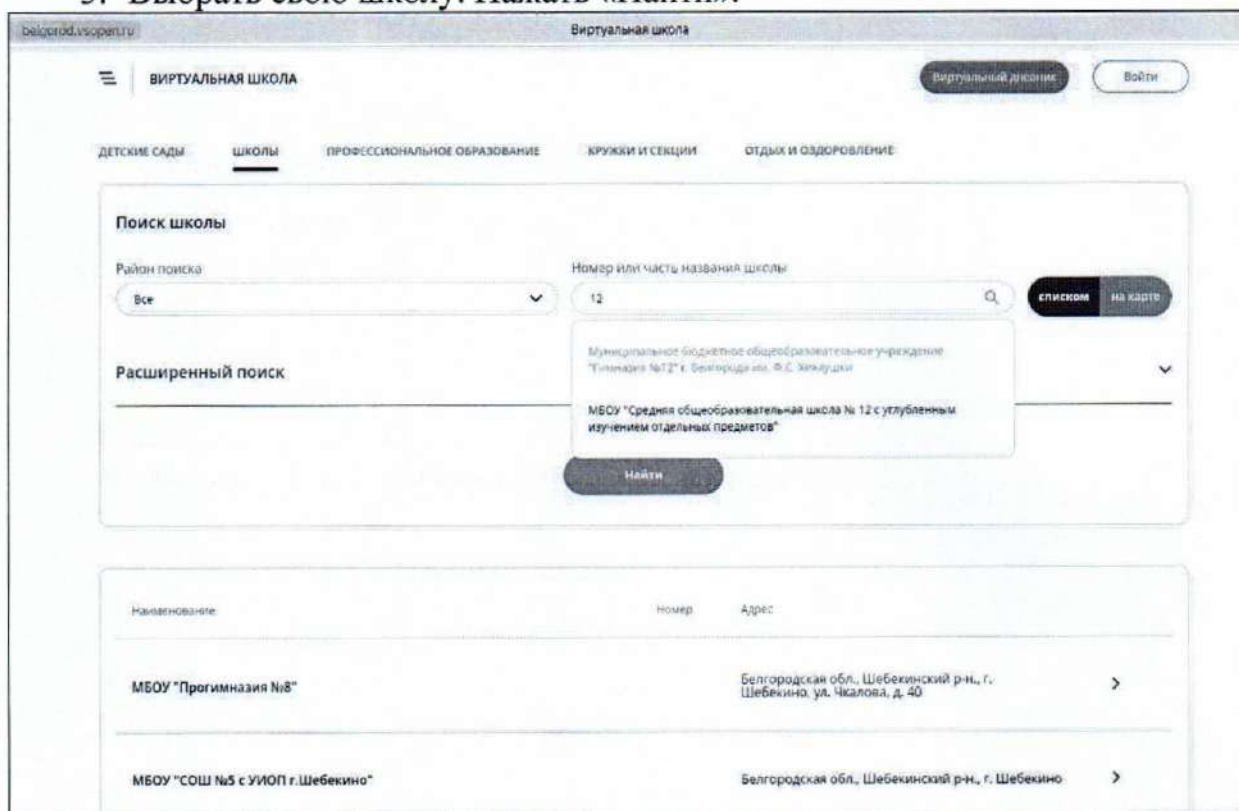 Выбрать свою школу. Нажать «Найти».
belgorod.vsopen.ru
Виртуальная школа
ВИРТУАЛЬНАЯ ШКОЛА
Виртуальный дневник
Войти
ДЕТСКИЕ САДЫ ШКОЛЫ ПРОФЕССИОНАЛЬНОЕ ОБРАЗОВАНИЕ КРУЖКИ И СЕКЦИИ ОТДЫХ И ОЗДОРОВЛЕНИЕ
Поиск школы
Район поиска
Номер или часть названия школы
Все
12
списком на карте
Муниципальное бюджетное общеобразовательное учреждение
"Гимназия №12" г. Белгорода им. Ф.С.
Расширенный поиск
МБОУ "Средняя общеобразовательная школа № 12 с углубленным
изучением отдельных предметов"
Найти
Наименование Номер Адрес
МБОУ "Прогимназия №8"
Белгородская обл., Шебекинский р-н., г.
Шебекино, ул. Чкалова, д. 40
МБОУ "СОШ №5 с УИОП г.Шебекино"
Белгородская обл., Шебекинский р-н., г. Шебекино